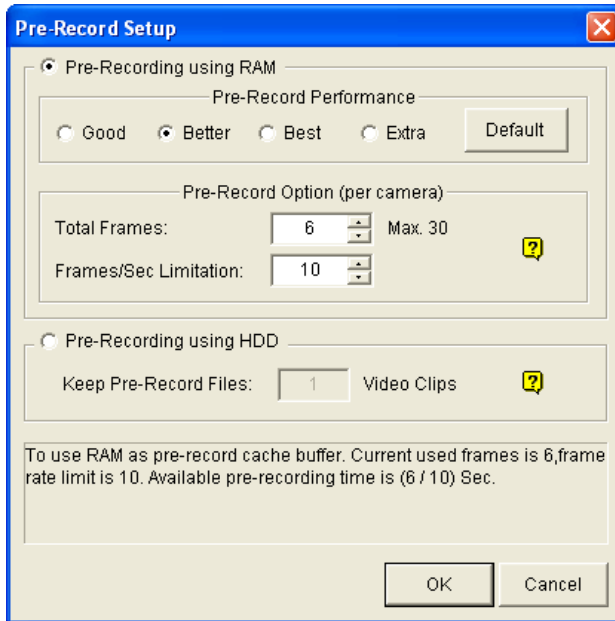 Pre-Record Setup
Pre-Recording using RAM
Pre-Record Performance
Good Better Best Extra Default
Pre-Record Option (per camera)
Total Frames: 6 Max. 30
?
Frames/Sec Limitation: 10
Pre-Recording using HDD
Keep Pre-Record Files: 1 Video Clips ?
To use RAM as pre-record cache buffer. Current used frames is 6,frame
rate limit is 10. Available pre-recording time is (6 / 10) Sec.
OK Cancel